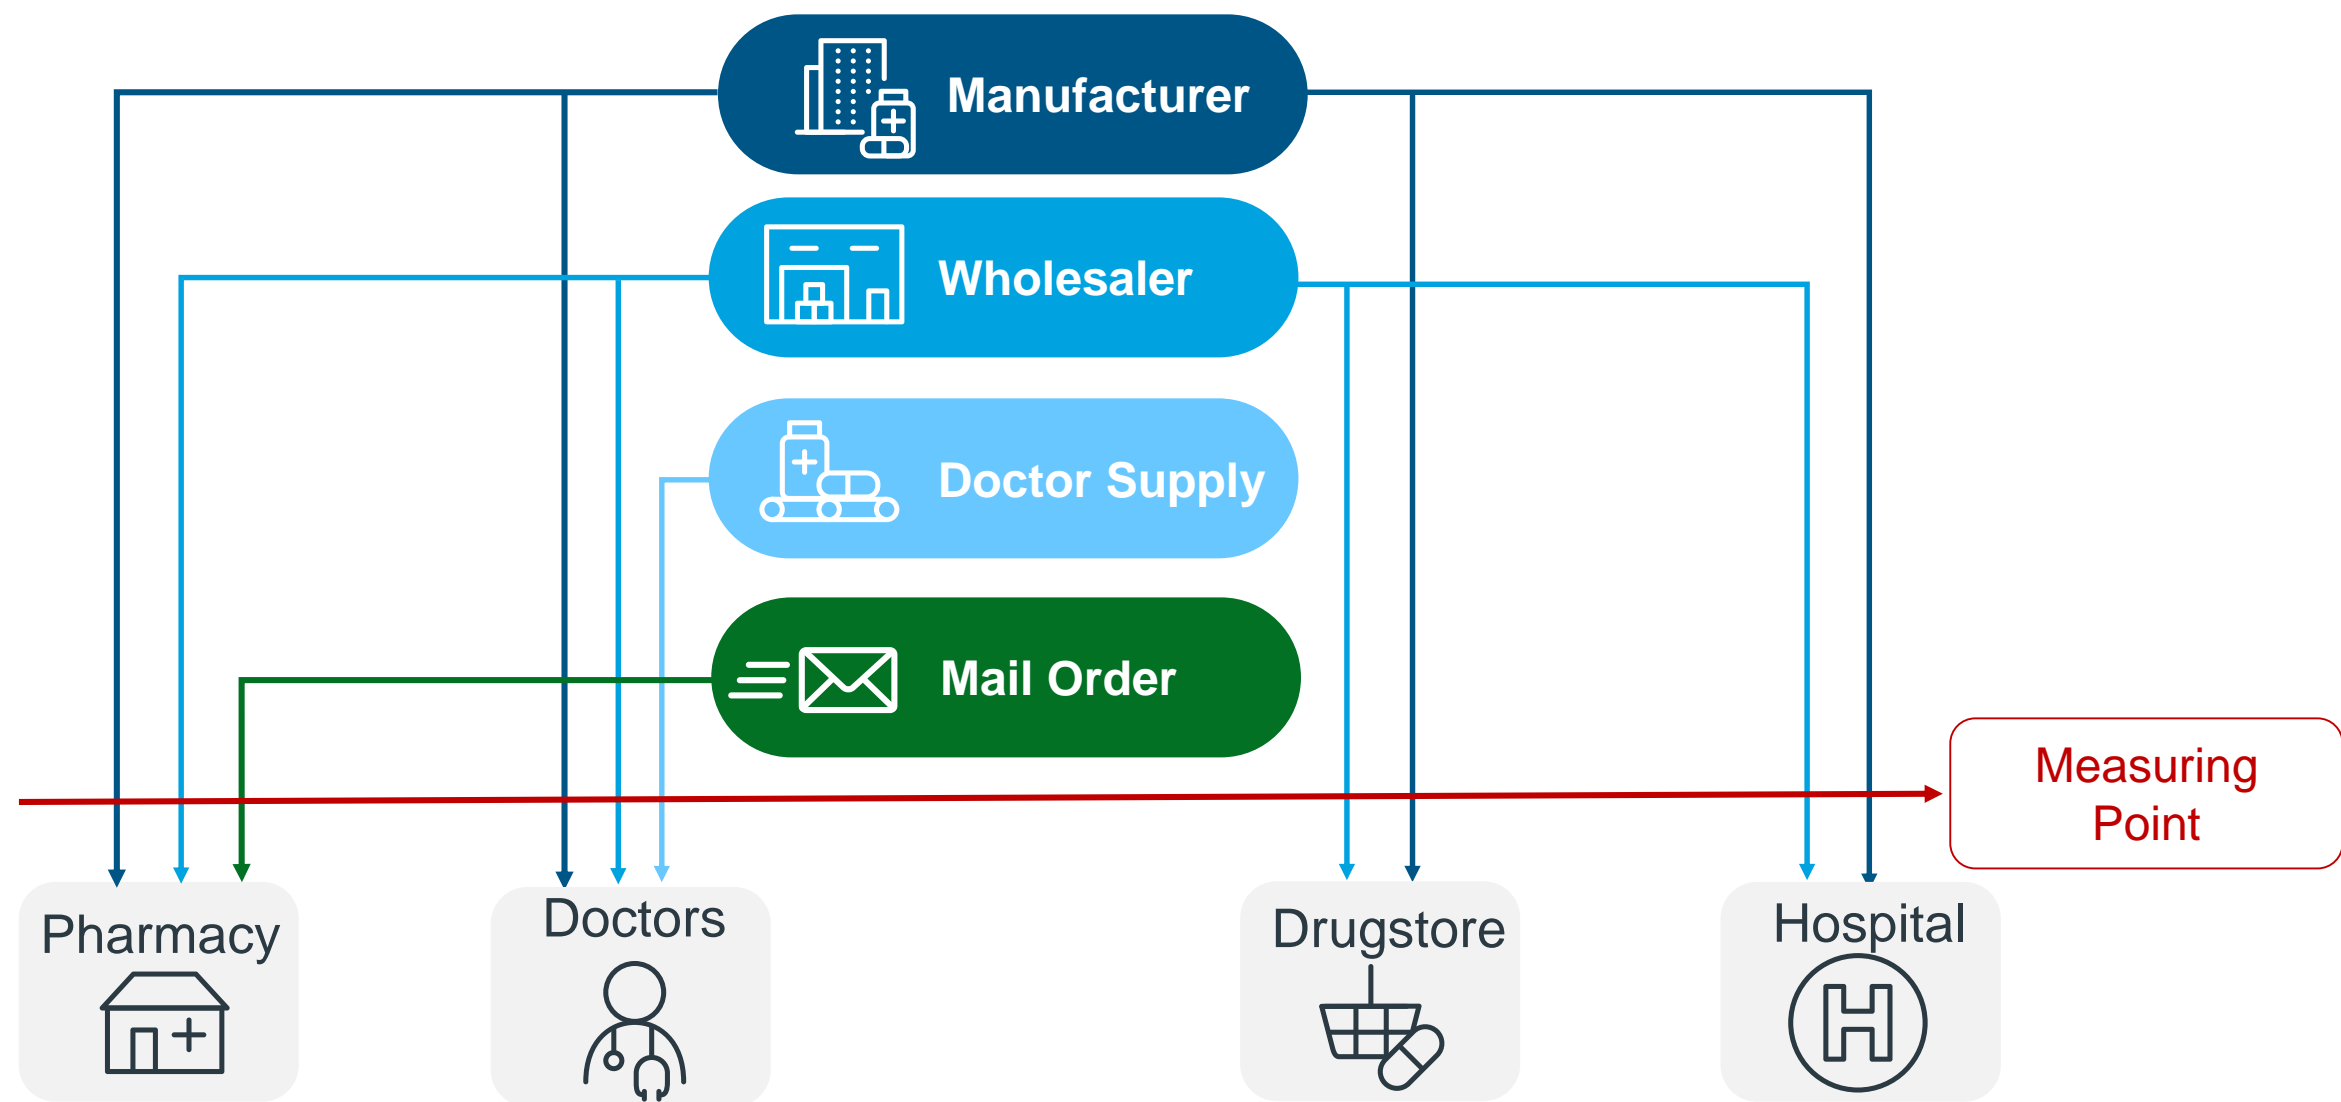 Manufacturer
Wholesaler
Doctor Supply
Mail Order
Measuring
Point
Pharmacy
Doctors
Drugstore
Hospital
H